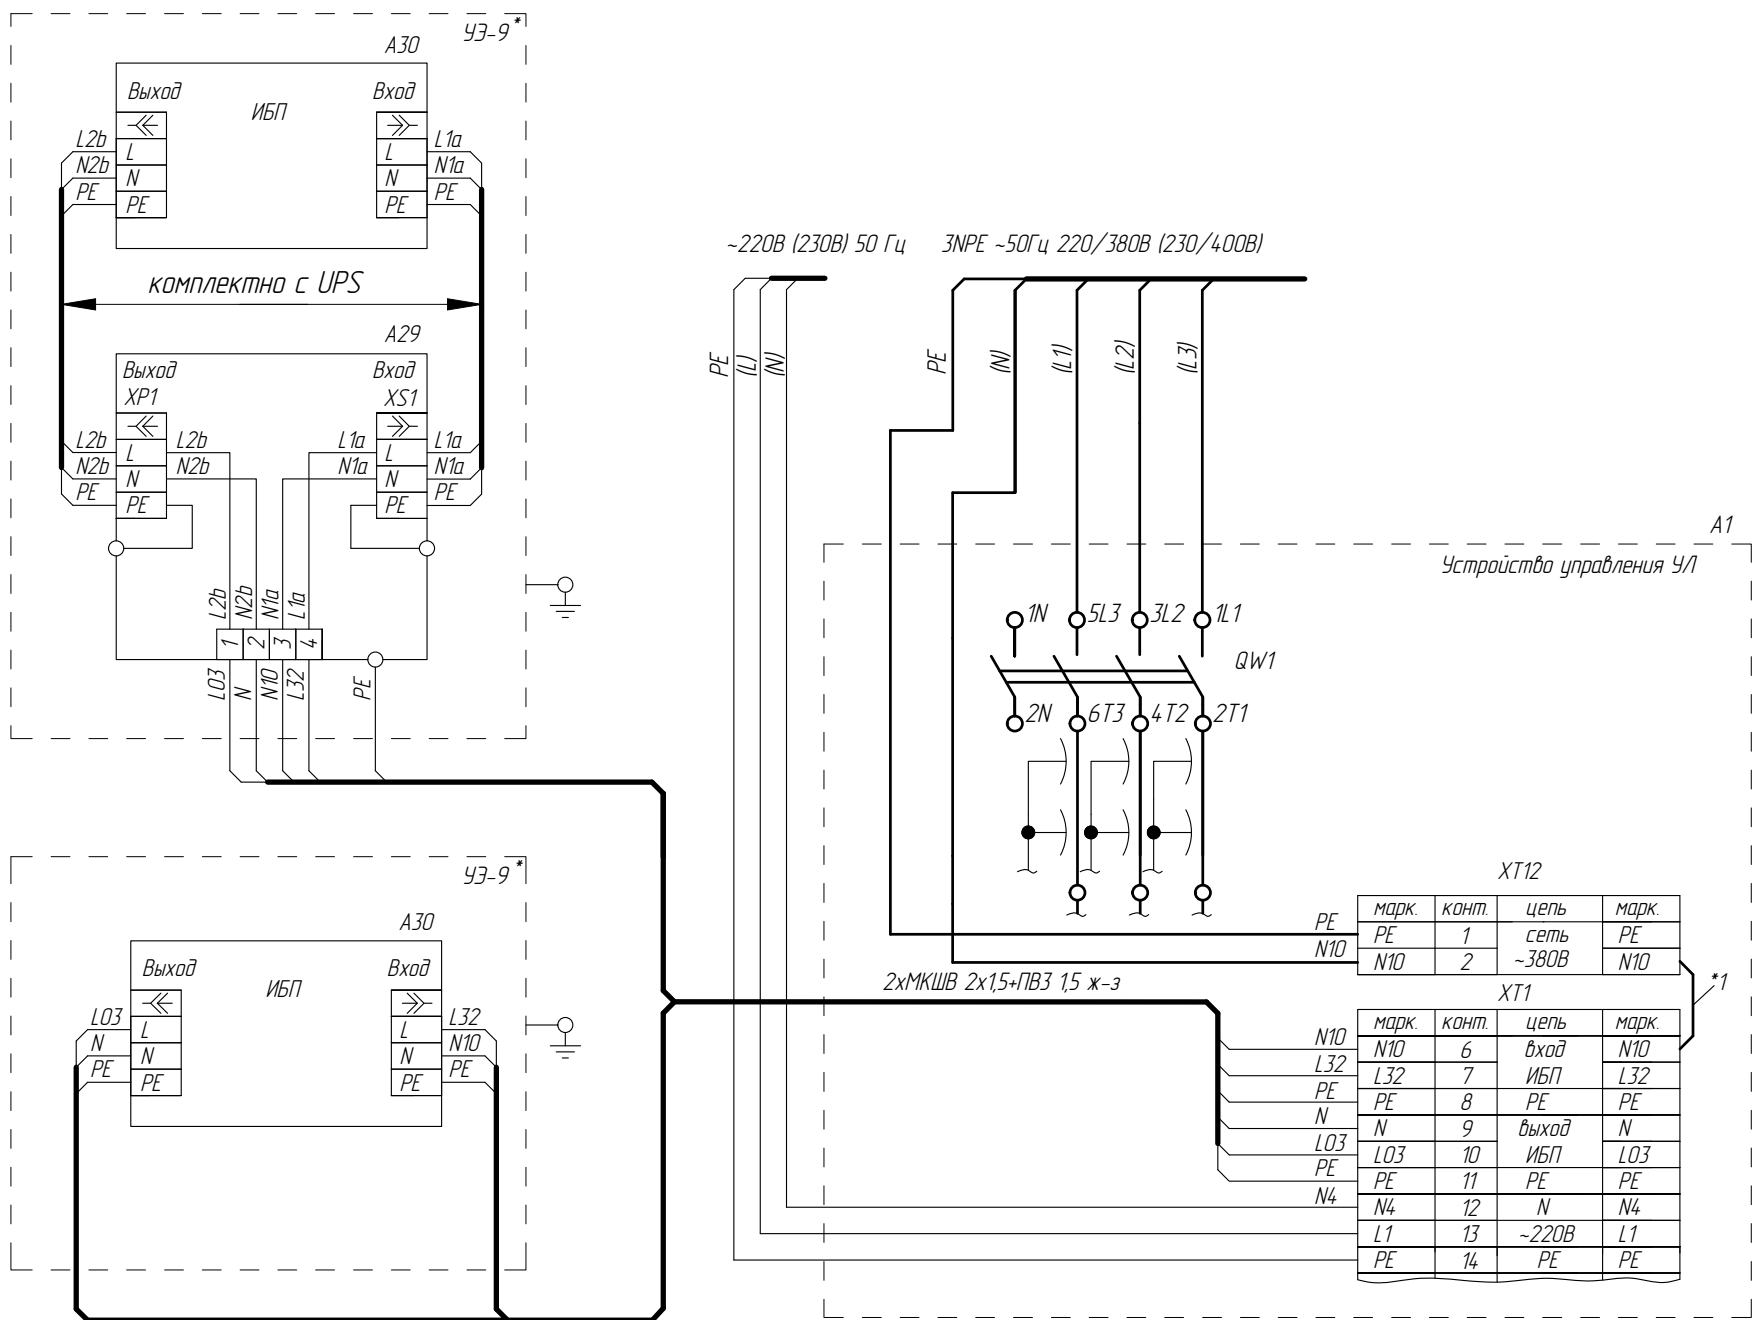 УЭ-9*
А30
Выход
ИБП
Вход
L
N
PE
L
N
PE
L2b
N2b
PE
L1a
N1a
PE
комплектно с UPS
А29
Выход
XP1
Вход
XS1
L2b
N2b
PE
L
N
PE
L2b
N2b
L1a
N1a
L
N
PE
L1a
N1a
PE
L2b
N2b
N1a
L1a
1
2
3
4
L03
N
N10
L32
PE
~220В (230В) 50 Гц
3NPE ~50Гц 220/380В (230/400В)
PE
(L)
(N)
PE
(N)
(L1)
(L2)
(L3)
А1
Устройство управления УЛ
1N
5L3
3L2
1L1
QW1
2N
6T3
4T2
2T1
УЭ-9*
А30
Выход
ИБП
Вход
L03
N
PE
L
N
PE
L
N
PE
L32
N10
PE
2хМКШВ 2х1,5+ПВ3 1,5 ж-з
XT12
марк. конт. цепь марк.
PE PE 1 сеть PE
N10 N10 2 ~380В N10
*1
XT1
марк. конт. цепь марк.
N10 N10 6 вход N10
L32 L32 7 ИБП L32
PE PE 8 PE PE
N N 9 выход N
L03 L03 10 ИБП L03
PE PE 11 PE PE
N4 N4 12 N N4
L1 13 ~220В L1
PE 14 PE PE